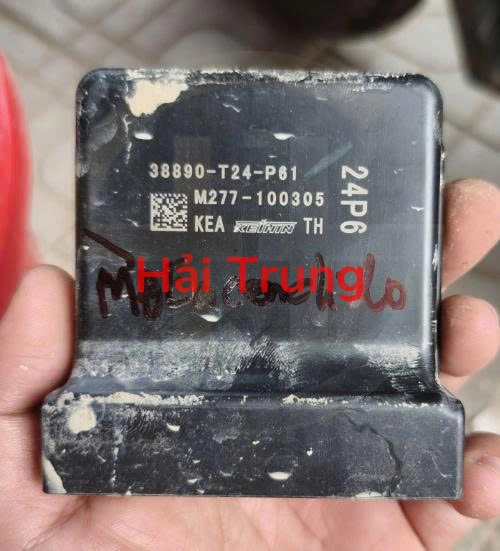 38890-T24-P61
M277-100305
KEA KEIHIN TH
24P6
Hải Trung